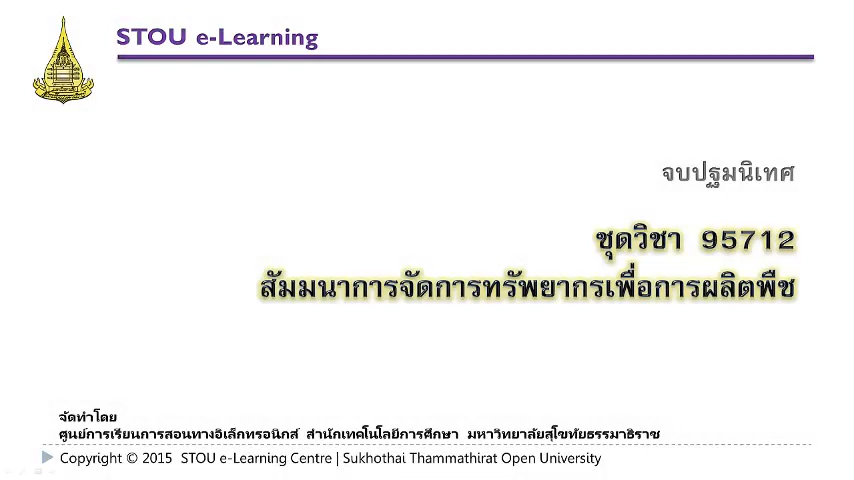 STOU e-Learning
จบปฐมนิเทศ
ชุดวิชา 95712
สัมมนาการจัดการทรัพยากรเพื่อการผลิตพืช
จัดทำโดย
ศูนย์การเรียนการสอนทางอิเล็กทรอนิกส์ สำนักเทคโนโลยีการศึกษา มหาวิทยาลัยสุโขทัยธรรมาธิราช
Copyright © 2015 STOU e-Learning Centre | Sukhothai Thammathirat Open University